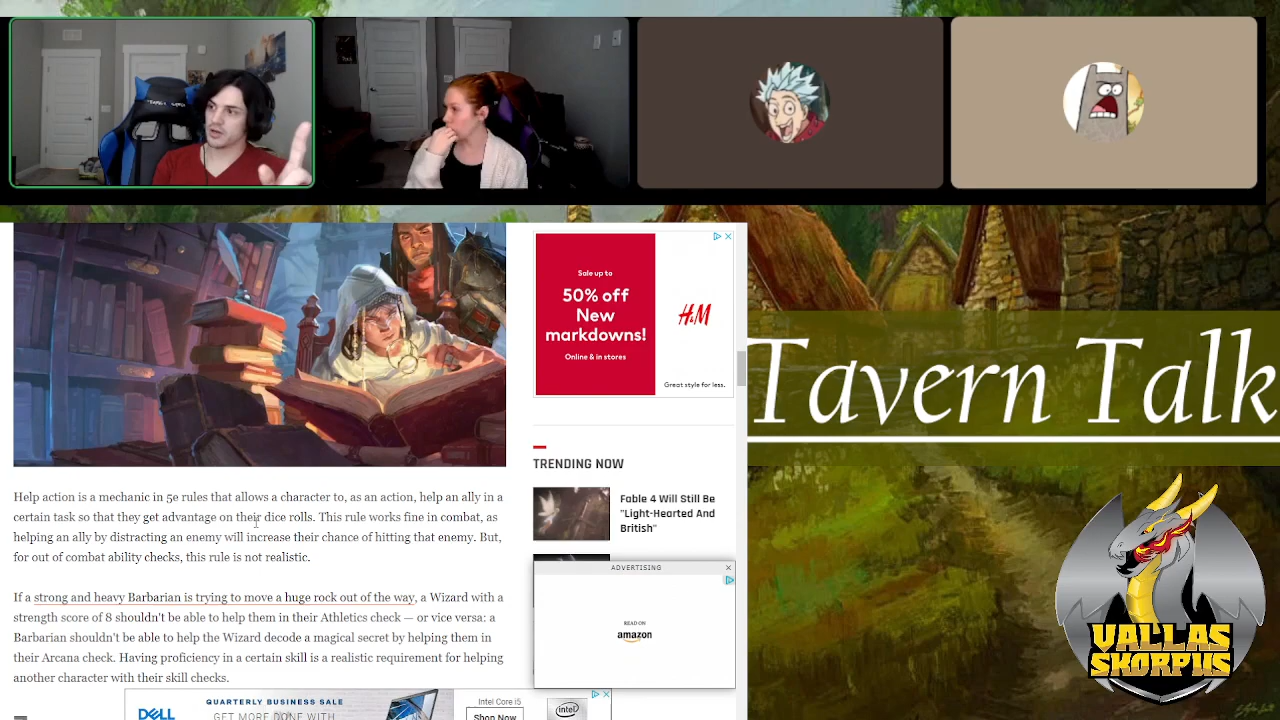 Sale up to
50% off
New
markdowns!
Online & in stores
H&M
Great style for less.
Tavern Talk
TRENDING NOW
Fable 4 Will Still Be
"Light-Hearted And
British"
Help action is a mechanic in 5e rules that allows a character to, as an action, help an ally in a
certain task so that they get advantage on their dice rolls. This rule works fine in combat, as
helping an ally by distracting an enemy will increase their chance of hitting that enemy. But,
for out of combat ability checks, this rule is not realistic.
If a strong and heavy Barbarian is trying to move a huge rock out of the way, a Wizard with a
strength score of 8 shouldn't be able to help them in their Athletics check — or vice versa: a
Barbarian shouldn't be able to help the Wizard decode a magical secret by helping them in
their Arcana check. Having proficiency in a certain skill is a realistic requirement for helping
another character with their skill checks.
ADVERTISING
READ ON
amazon
VALLAS
SKORPUS
QUARTERLY BUSINESS SALE
DELL
GET MORE DONE WITH
Intel Core i5
Shop Now
intel